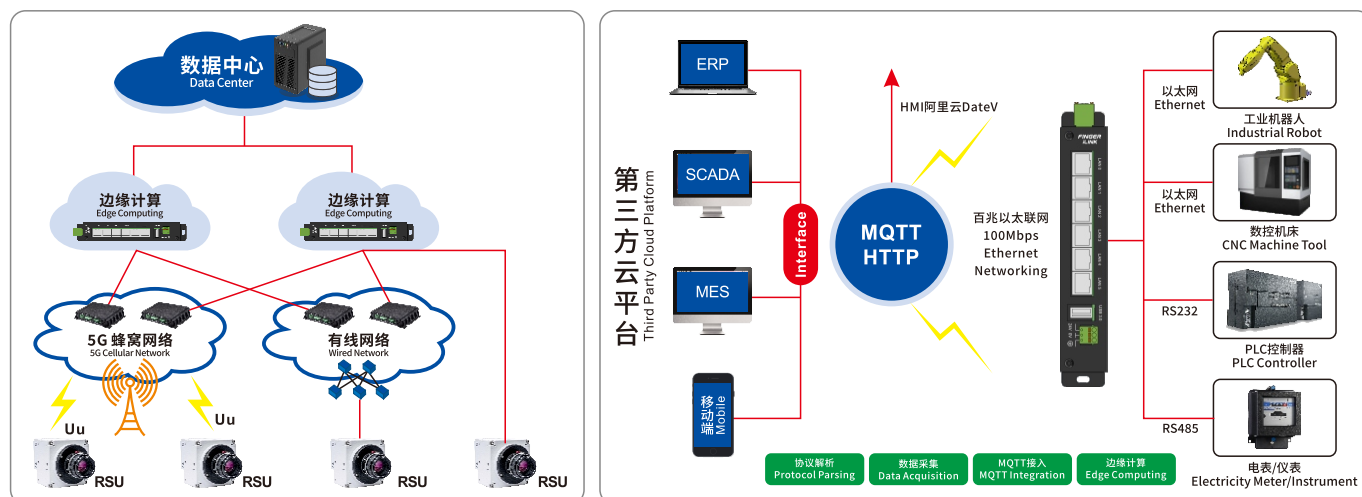 数据中心
Data Center
边缘计算
Edge Computing
边缘计算
Edge Computing
5G 蜂窝网络
5G Cellular Network
有线网络
Wired Network
Uu
Uu
RSU
RSU
RSU
RSU
第三方云平台
Third Party Cloud Platform
ERP
SCADA
MES
移动端
Mobile
Interface
MQTT
HTTP
HMI阿里云DateV
百兆以太联网
100Mbps
Ethernet
Networking
FINGER
iLINK
以太网
Ethernet
工业机器人
Industrial Robot
以太网
Ethernet
数控机床
CNC Machine Tool
RS232
PLC控制器
PLC Controller
RS485
电表/仪表
Electricity Meter/Instrument
协议解析
Protocol Parsing
数据采集
Data Acquisition
MQTT接入
MQTT Integration
边缘计算
Edge Computing